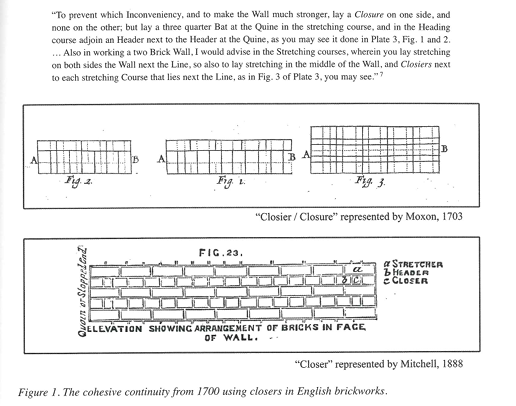 "To prevent which Inconveniency, and to make the Wall much stronger, lay a Closure on one side, and
none on the other; but lay a three quarter Bat at the Quine in the stretching course, and in the Heading
course adjoin an Header next to the Header at the Quine, as you may see it done in Plate 3, Fig. 1 and 2.
... Also in working a two Brick Wall, I would advise in the Stretching courses, wherein you lay stretching
on both sides the Wall next the Line, so also to lay stretching in the middle of the Wall, and Closiers next
to each stretching Course that lies next the Line, as in Fig. 3 of Plate 3, you may see." 7
A B A B A B
Fig. 2. Fig. 1. Fig. 3.
"Closier / Closure" represented by Moxon, 1703
FIG. 23.
Quoin or Stopped End
a
b c
a STRETCHER
b HEADER
c CLOSER
ELEVATION SHOWING ARRANGEMENT OF BRICKS IN FACE
OF WALL.
"Closer" represented by Mitchell, 1888
Figure 1. The cohesive continuity from 1700 using closers in English brickworks.